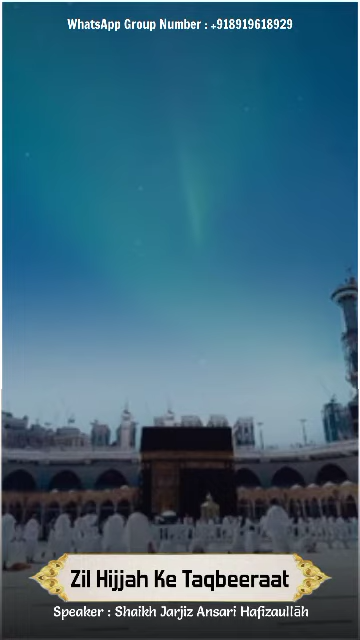 WhatsApp Group Number : +918919618929
Zil Hijjah Ke Taqbeeraat
Speaker : Shaikh Jarjiz Ansari Hafizaullāh